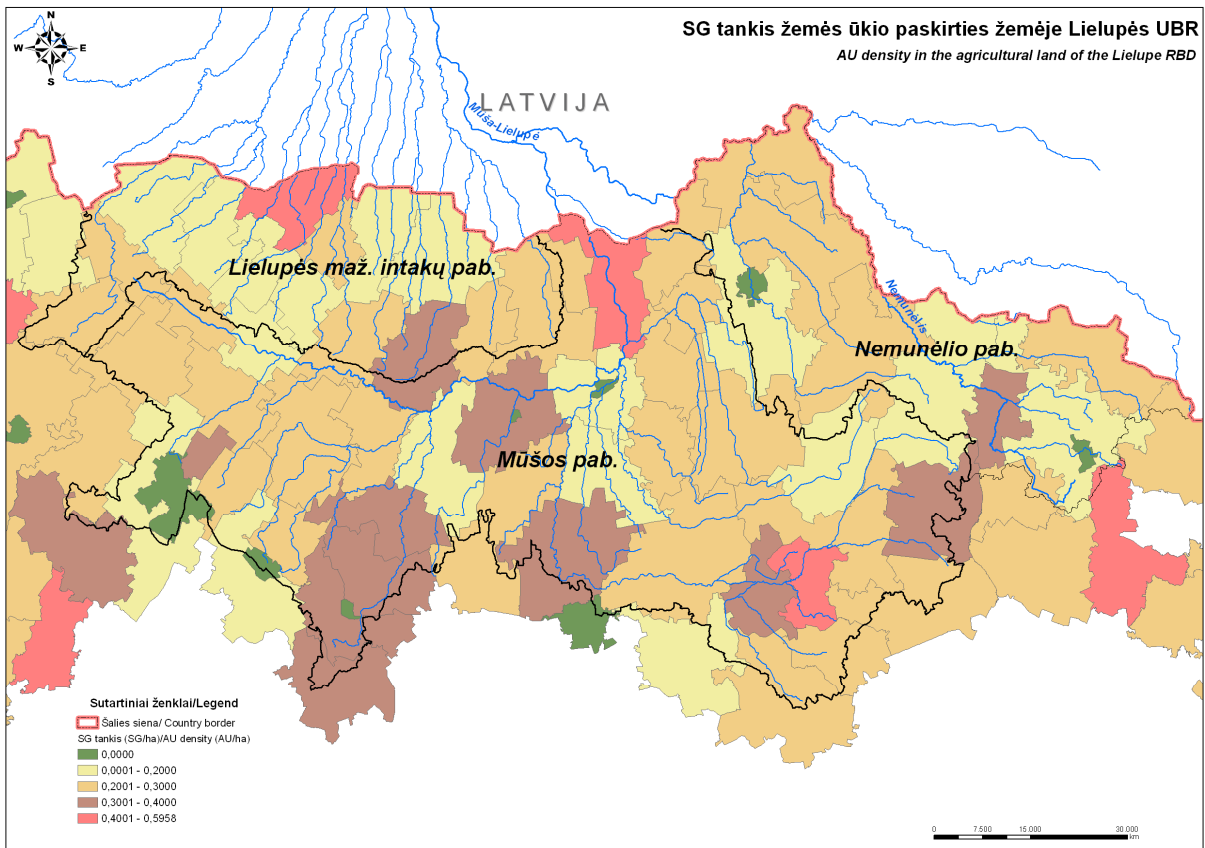 SG tankis žemės ūkio paskirties žemėje Lielupės UBR
AU density in the agricultural land of the Lielupe RBD
N
W E
S
LATVIJA
Mūša-Lielupė
Lielupės maž. intakų pab.
Nemunėlis
Nemunėlio pab.
Mūšos pab.
Sutartiniai ženklai/Legend
Šalies siena/ Country border
SG tankis (SG/ha)/AU density (AU/ha)
0,0000
0,0001 - 0,2000
0,2001 - 0,3000
0,3001 - 0,4000
0,4001 - 0,5958
0 7 500 15 000 30 000
km